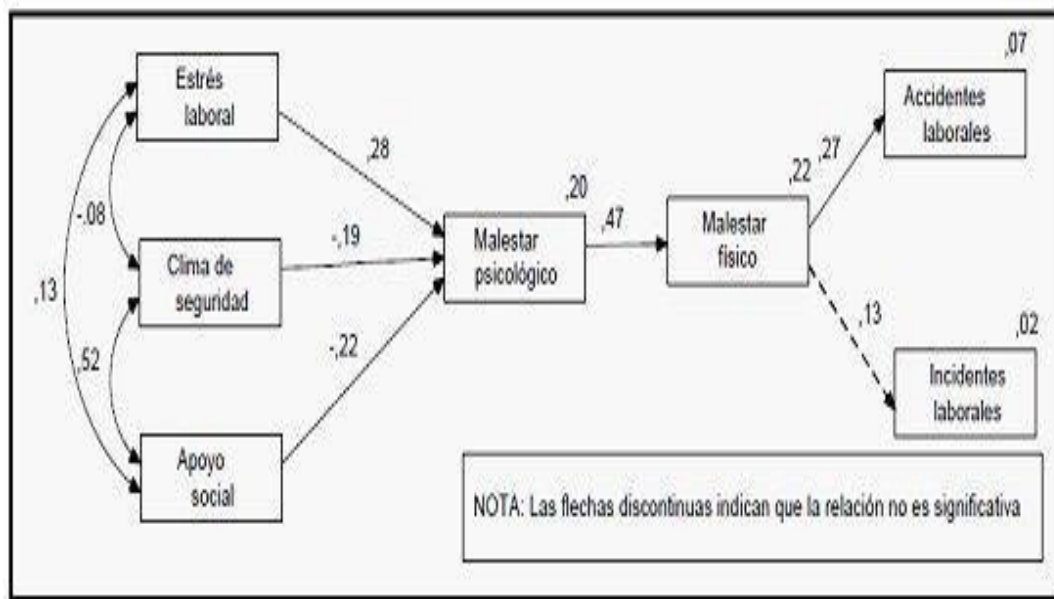 ,07
Estrés
laboral
Accidentes
laborales
,28
,27
,22
,20
-.08
-,19
,47
Malestar
físico
Clima de
seguridad
Malestar
psicológico
,13
,52
-,22
,13
,02
Incidentes
laborales
Apoyo
social
NOTA: Las flechas discontinuas indican que la relación no es significativa